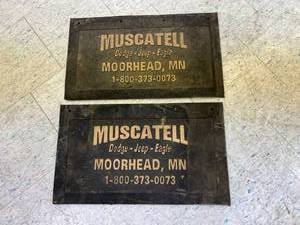 MUSCATELL
Dodge - Jeep - Eagle
MOORHEAD, MN
1-800-373-0073
MUSCATELL
Dodge - Jeep - Eagle
MOORHEAD, MN
1-800-373-0073